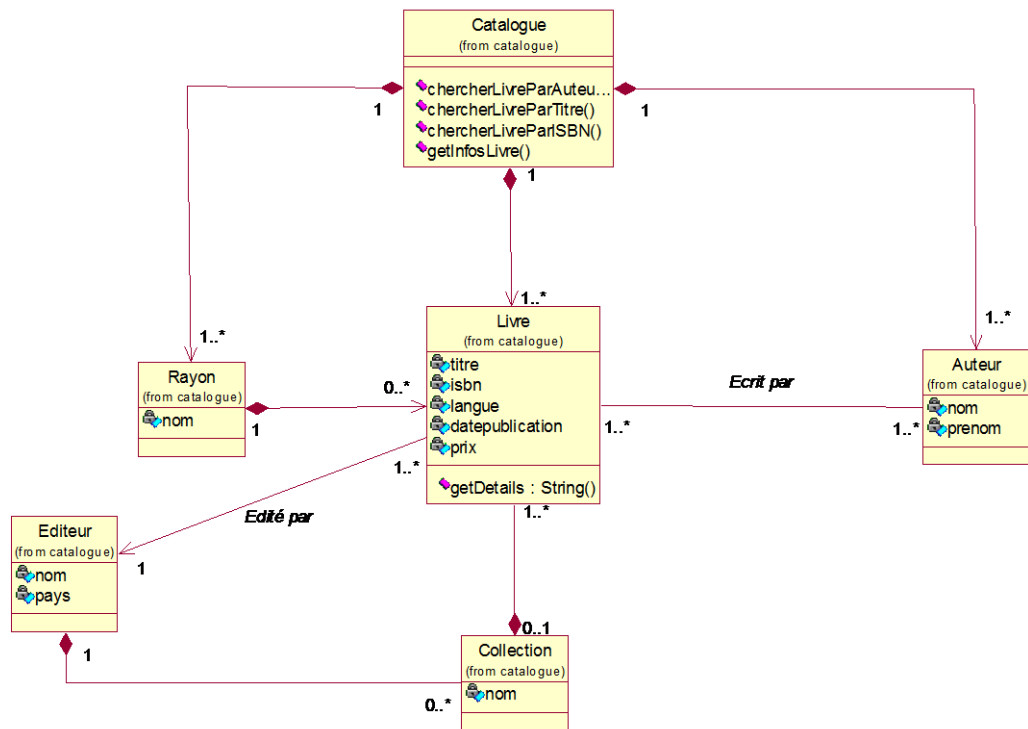 Catalogue
(from catalogue)
chercherLivreParAuteu...
chercherLivreParTitre()
chercherLivreParISBN()
getInfosLivre()
1
1
1
1..*
1..*
1..*
Livre
(from catalogue)
titre
isbn
langue
datepublication
prix
getDetails : String()
Rayon
(from catalogue)
nom
1
0..*
Ecrit par
1..*
1..*
Auteur
(from catalogue)
nom
prenom
1..*
Edité par
1
1..*
Editeur
(from catalogue)
nom
pays
1
0..*
0..1
Collection
(from catalogue)
nom